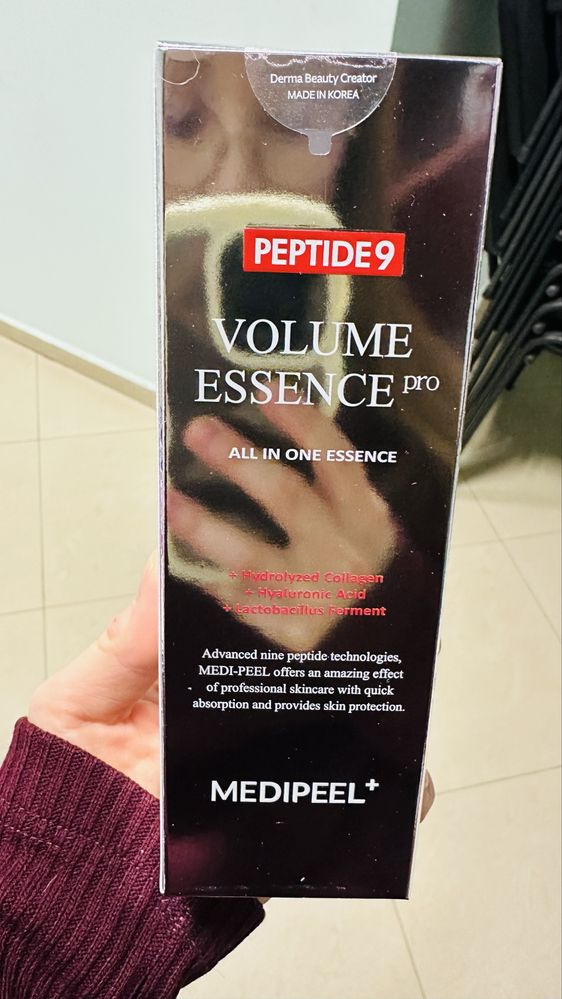 Derma Beauty Creator
MADE IN KOREA
PEPTIDE9
VOLUME
ESSENCE pro
ALL IN ONE ESSENCE
+ Hydrolyzed Collagen
+ Hyaluronic Acid
+ Lactobacillus Ferment
Advanced nine peptide technologies,
MEDI-PEEL offers an amazing effect
of professional skincare with quick
absorption and provides skin protection.
MEDIPEEL+